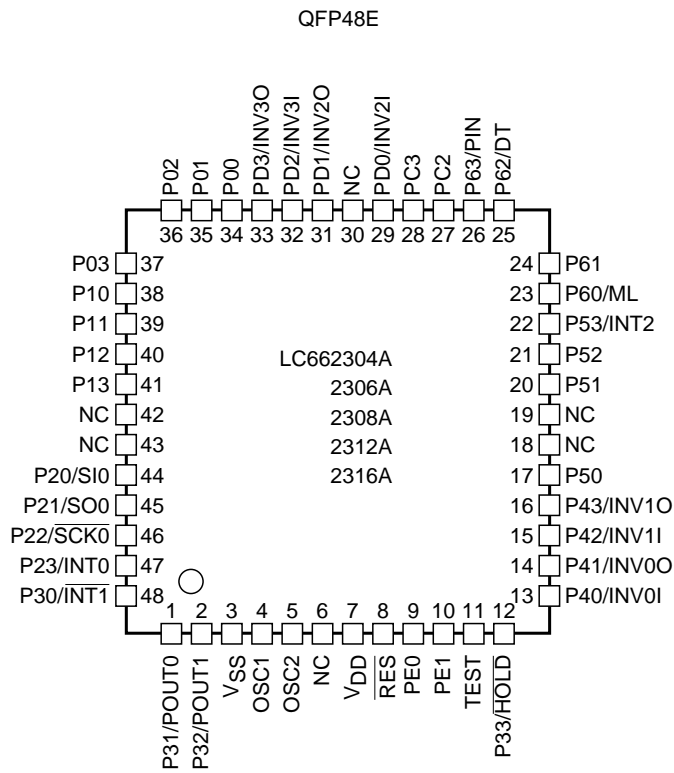 QFP48E
P02
P01
P00
PD3/INV3O
PD2/INV3I
PD1/INV2O
NC
PD0/INV2I
PC3
PC2
P63/PIN
P62/DT
36 35 34 33 32 31 30 29 28 27 26 25
P03 37
P10 38
P11 39
P12 40
P13 41
NC 42
NC 43
P20/SI0 44
P21/SO0 45
P22/SCK0 46
P23/INT0 47
P30/INT1 48
LC662304A
2306A
2308A
2312A
2316A
24 P61
23 P60/ML
22 P53/INT2
21 P52
20 P51
19 NC
18 NC
17 P50
16 P43/INV1O
15 P42/INV1I
14 P41/INV0O
13 P40/INV0I
1 2 3 4 5 6 7 8 9 10 11 12
P31/POUT0
P32/POUT1
VSS
OSC1
OSC2
NC
VDD
RES
PE0
PE1
TEST
P33/HOLD